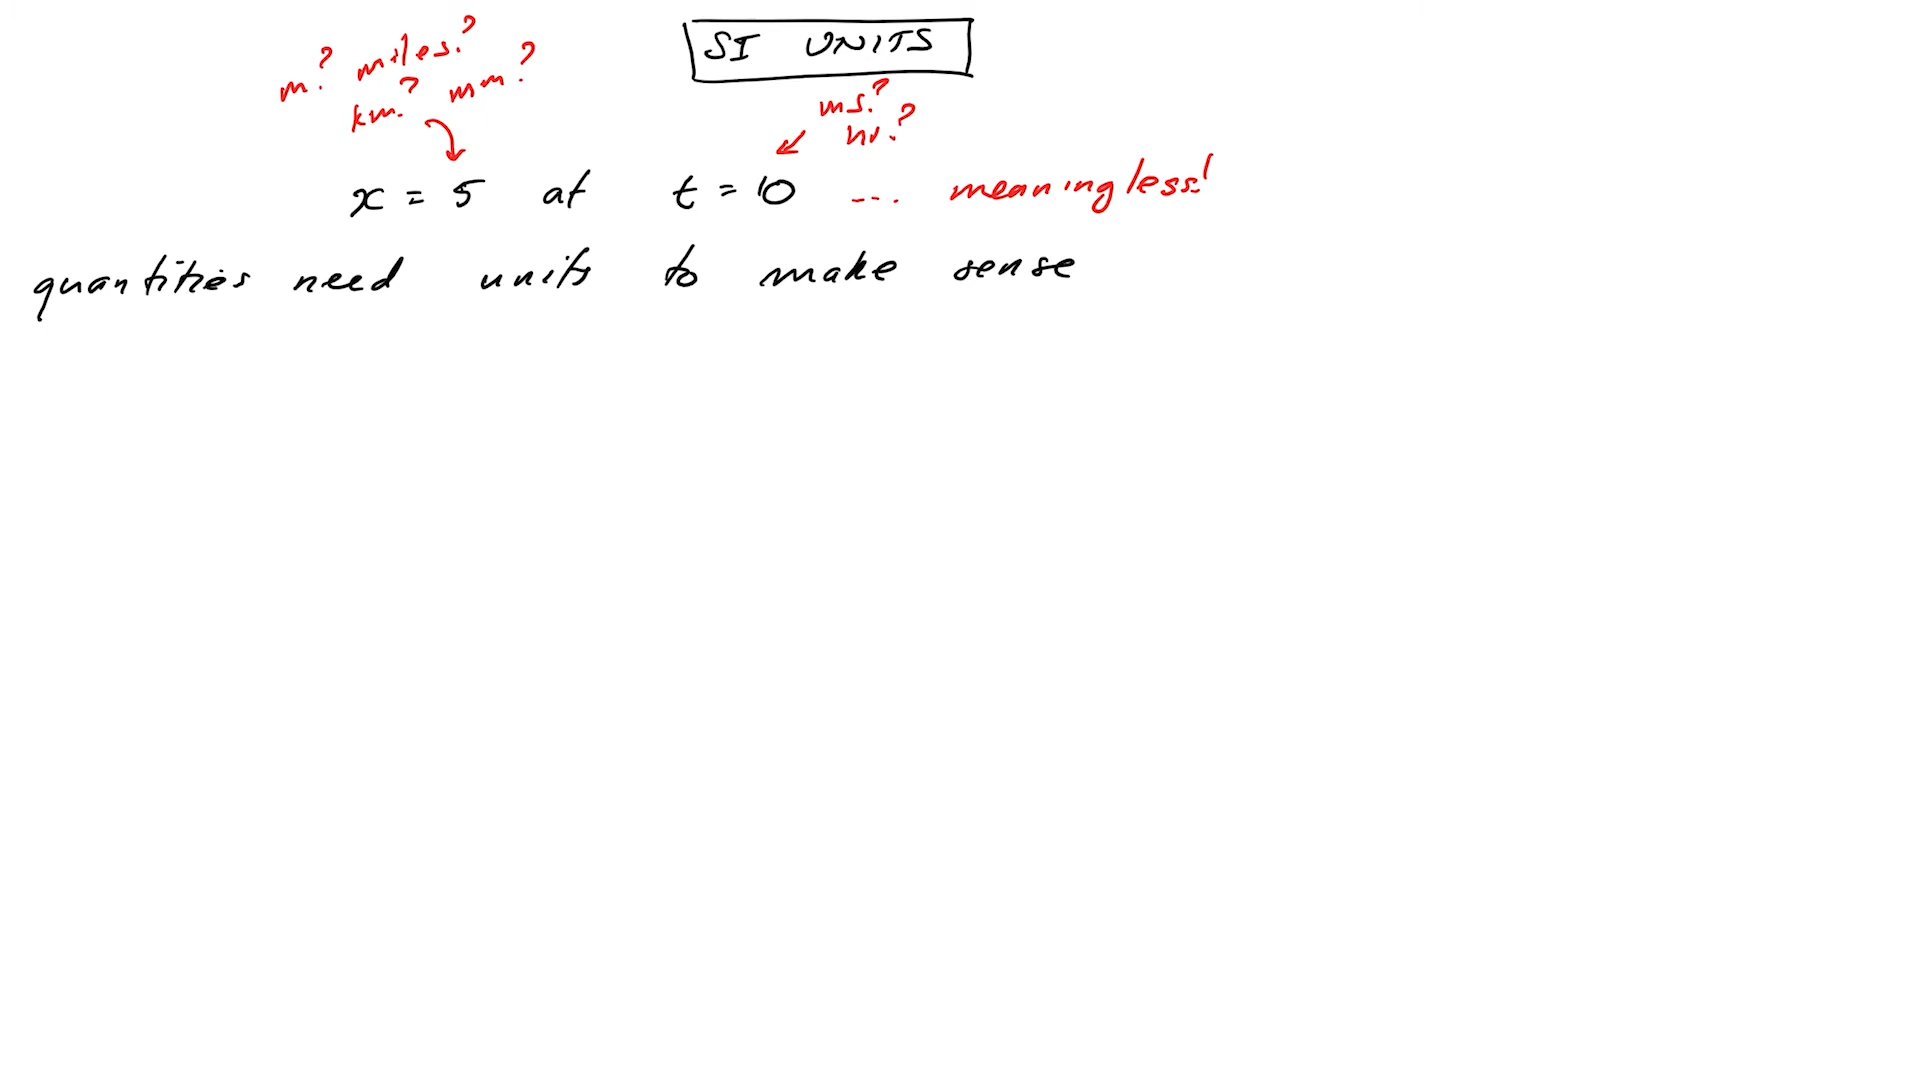 SI UNITS
m? miles?
km? mm?
ms?
hr?
x = 5 at t = 10 ... meaningless!
quantities need units to make sense